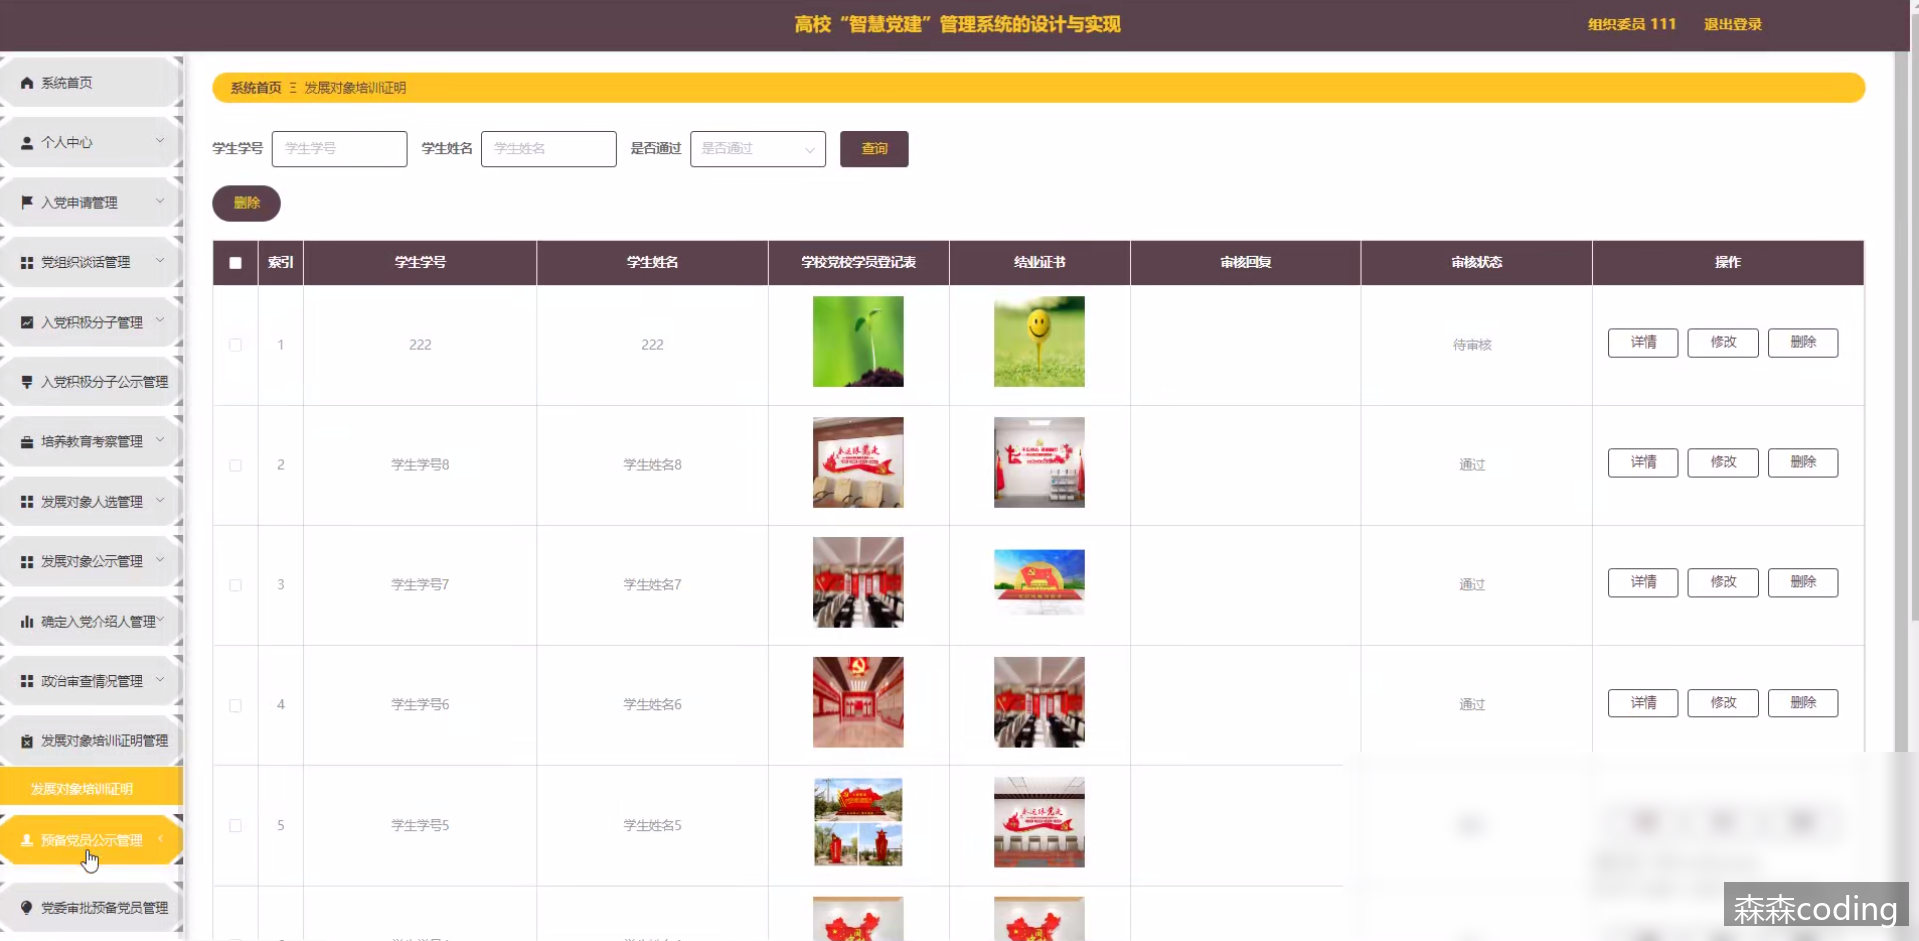 高校“智慧党建”管理系统的设计与实现
组织委员 111
退出登录
系统首页
个人中心
入党申请管理
党组织谈话管理
入党积极分子管理
入党积极分子公示管理
培养教育考察管理
发展对象人选管理
发展对象公示管理
确定入党介绍人管理
政治审查情况管理
发展对象培训证明管理
发展对象培训证明
预备党员公示管理
党委审批预备党员管理
系统首页 Ξ 发展对象培训证明
学生学号 学生学号 学生姓名 学生姓名 是否通过 是否通过 查询
删除
索引 学生学号 学生姓名 学校党校学员登记表 结业证书 审核回复 审核状态 操作
1 222 222 待审核 详情 修改 删除
2 学生学号8 学生姓名8 永远跟党走 通过 详情 修改 删除
3 学生学号7 学生姓名7 通过 详情 修改 删除
4 学生学号6 学生姓名6 通过 详情 修改 删除
5 学生学号5 学生姓名5 永远跟党走
森森coding